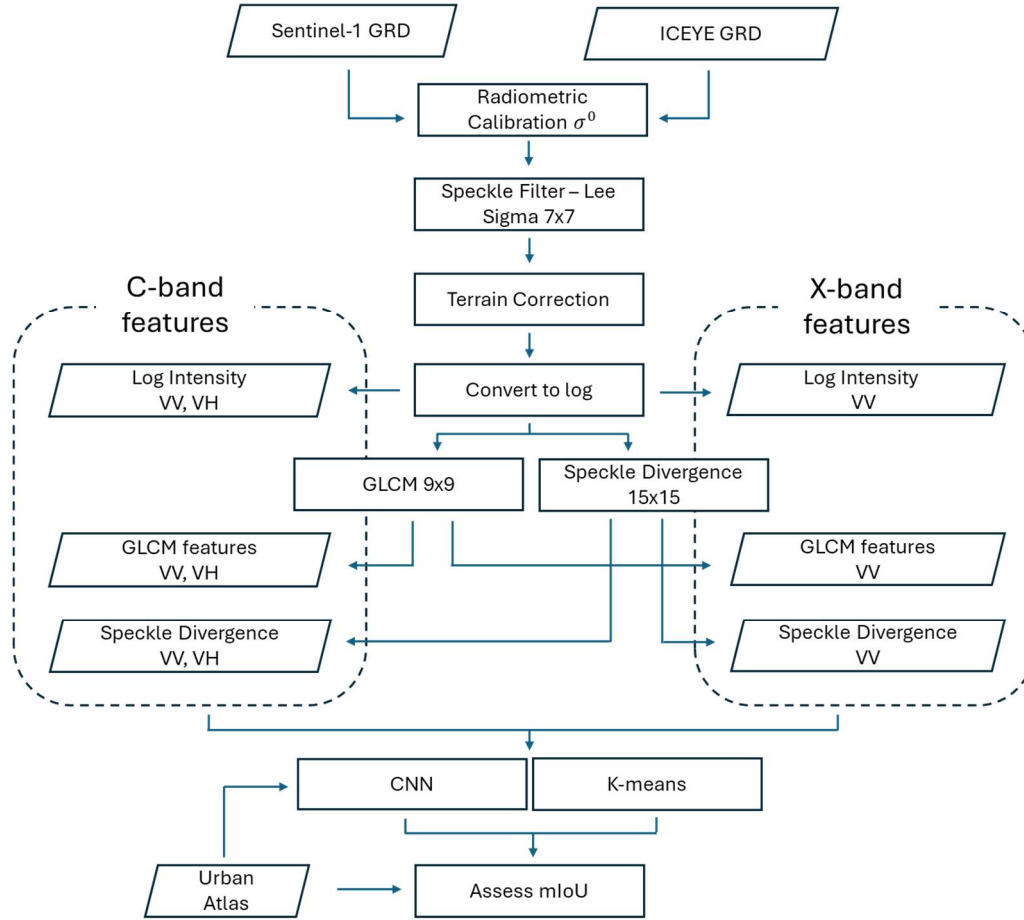 Sentinel-1 GRD
ICEYE GRD
Radiometric
Calibration σ⁰
Speckle Filter – Lee
Sigma 7x7
Terrain Correction
C-band
features
X-band
features
Convert to log
Log Intensity
VV, VH
Log Intensity
VV
GLCM 9x9
Speckle Divergence
15x15
GLCM features
VV, VH
GLCM features
VV
Speckle Divergence
VV, VH
Speckle Divergence
VV
CNN
K-means
Urban
Atlas
Assess mIoU